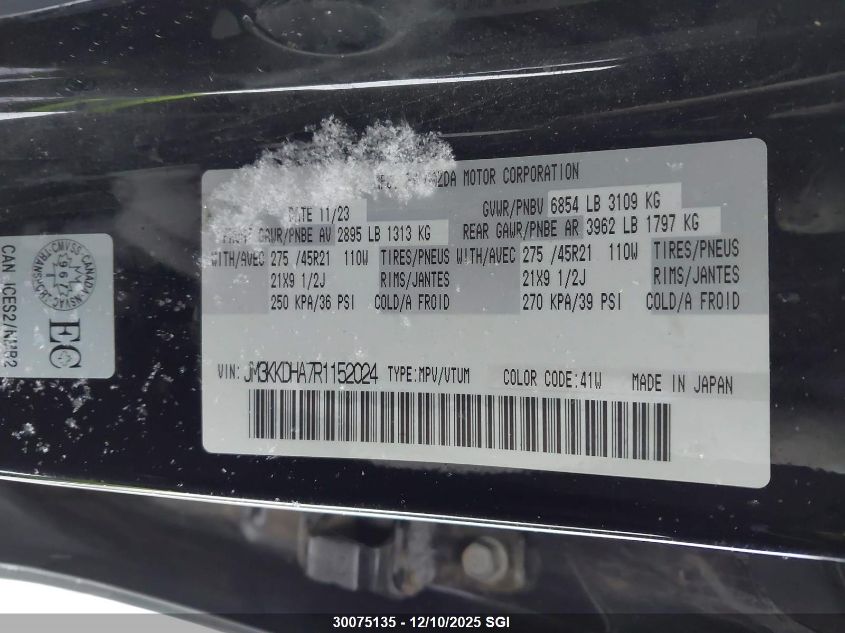 MAZDA MOTOR CORPORATION
DATE 11/23
GVWR/PNBV 6854 LB 3109 KG
FRONT GAWR/PNBE AV 2895 LB 1313 KG
REAR GAWR/PNBE AR 3962 LB 1797 KG
WITH/AVEC 275 /45R21 110W TIRES/PNEUS WITH/AVEC 275 /45R21 110W TIRES/PNEUS
21X9 1/2J RIMS/JANTES 21X9 1/2J RIMS/JANTES
250 KPA/36 PSI COLD/A FROID 270 KPA/39 PSI COLD/A FROID
VIN: JM3KKDHA7R1152024 TYPE:MPV/VTUM COLOR CODE:41W MADE IN JAPAN
CAN ICES2/NMB2
EC
30075135 - 12/10/2025 SGI